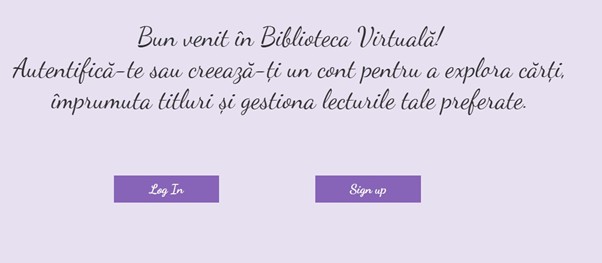 Bun venit în Biblioteca Virtuală!
Autentifică-te sau creează-ți un cont pentru a explora cărți,
împrumuta titluri și gestiona lecturile tale preferate.
Log In
Sign up